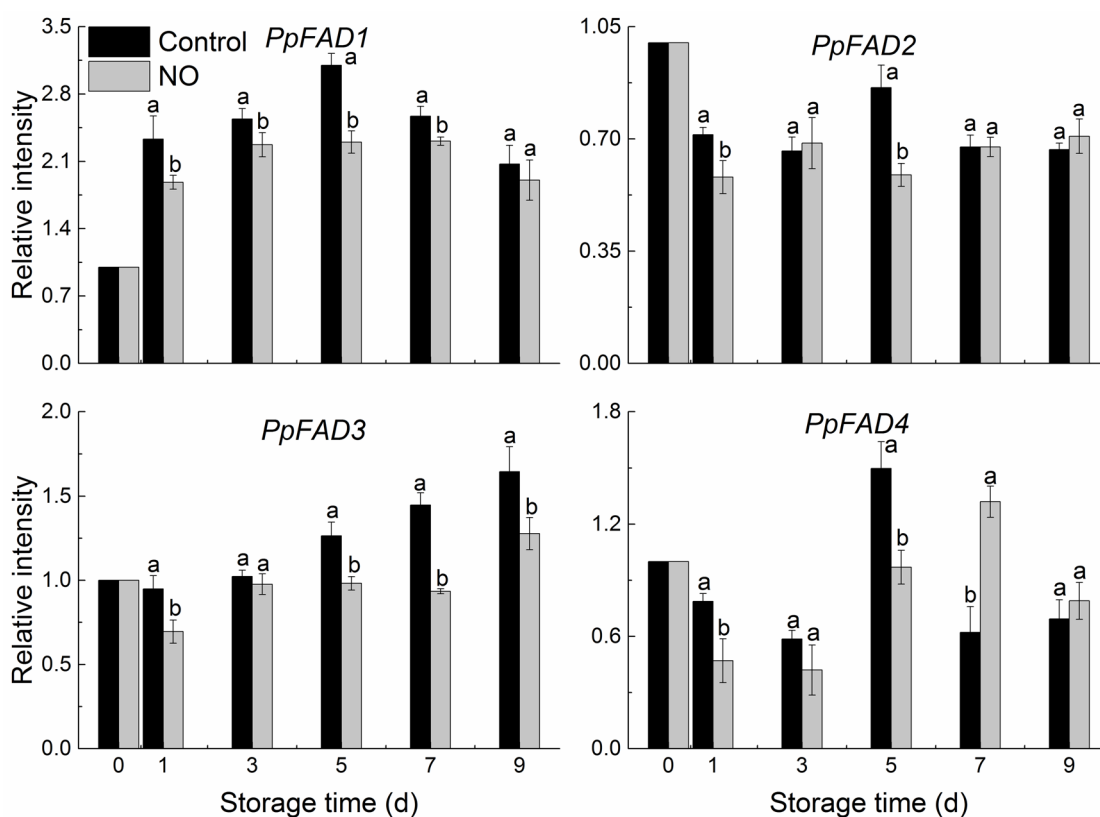 Control
NO
PpFAD1
Relative intensity
3.5
2.8
2.1
1.4
0.7
0.0
a
b
a
b
a
b
a
b
a
a
PpFAD2
1.05
0.70
0.35
0.00
a
b
a
a
a
b
a
a
a
a
PpFAD3
Relative intensity
2.0
1.5
1.0
0.5
0.0
a
b
a
a
a
b
a
b
a
b
0 1 3 5 7 9
Storage time (d)
PpFAD4
1.8
1.2
0.6
0.0
a
b
a
a
a
b
b
a
a
a
0 1 3 5 7 9
Storage time (d)